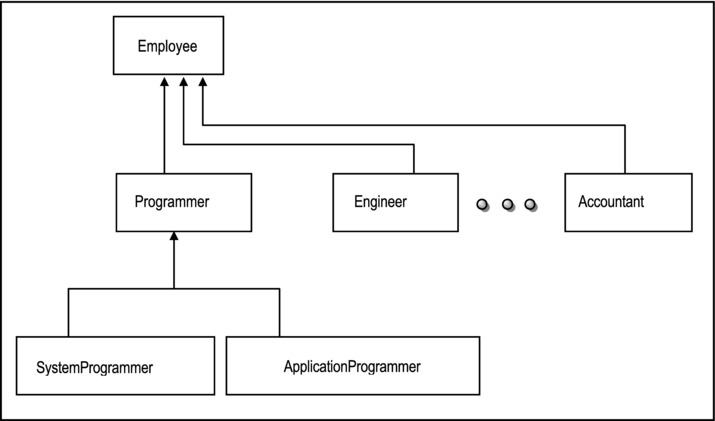 Employee
Programmer
Engineer
Accountant
SystemProgrammer
ApplicationProgrammer